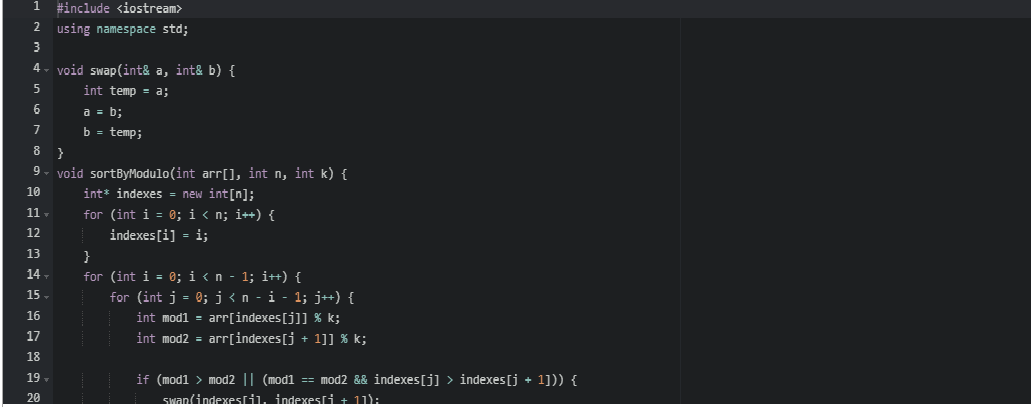 1 #include <iostream>
2 using namespace std;
3
4 void swap(int& a, int& b) {
5     int temp = a;
6     a = b;
7     b = temp;
8 }
9 void sortByModulo(int arr[], int n, int k) {
10     int* indexes = new int[n];
11     for (int i = 0; i < n; i++) {
12         indexes[i] = i;
13     }
14     for (int i = 0; i < n - 1; i++) {
15         for (int j = 0; j < n - i - 1; j++) {
16             int mod1 = arr[indexes[j]] % k;
17             int mod2 = arr[indexes[j + 1]] % k;
18
19             if (mod1 > mod2 || (mod1 == mod2 && indexes[j] > indexes[j + 1])) {
20                 swap(indexes[j], indexes[j + 1]);